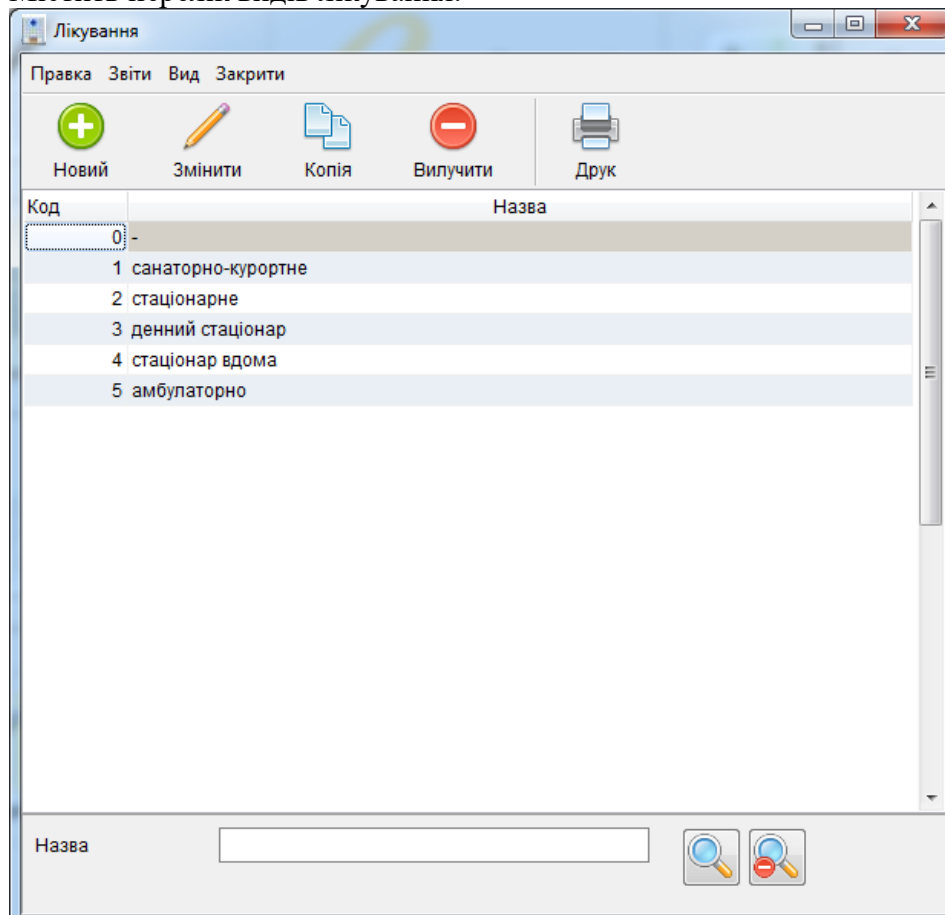 Лікування
Правка Звіти Вид Закрити
Новий Змінити Копія Вилучити Друк
Код Назва
0 -
1 санаторно-курортне
2 стаціонарне
3 денний стаціонар
4 стаціонар вдома
5 амбулаторно
Назва